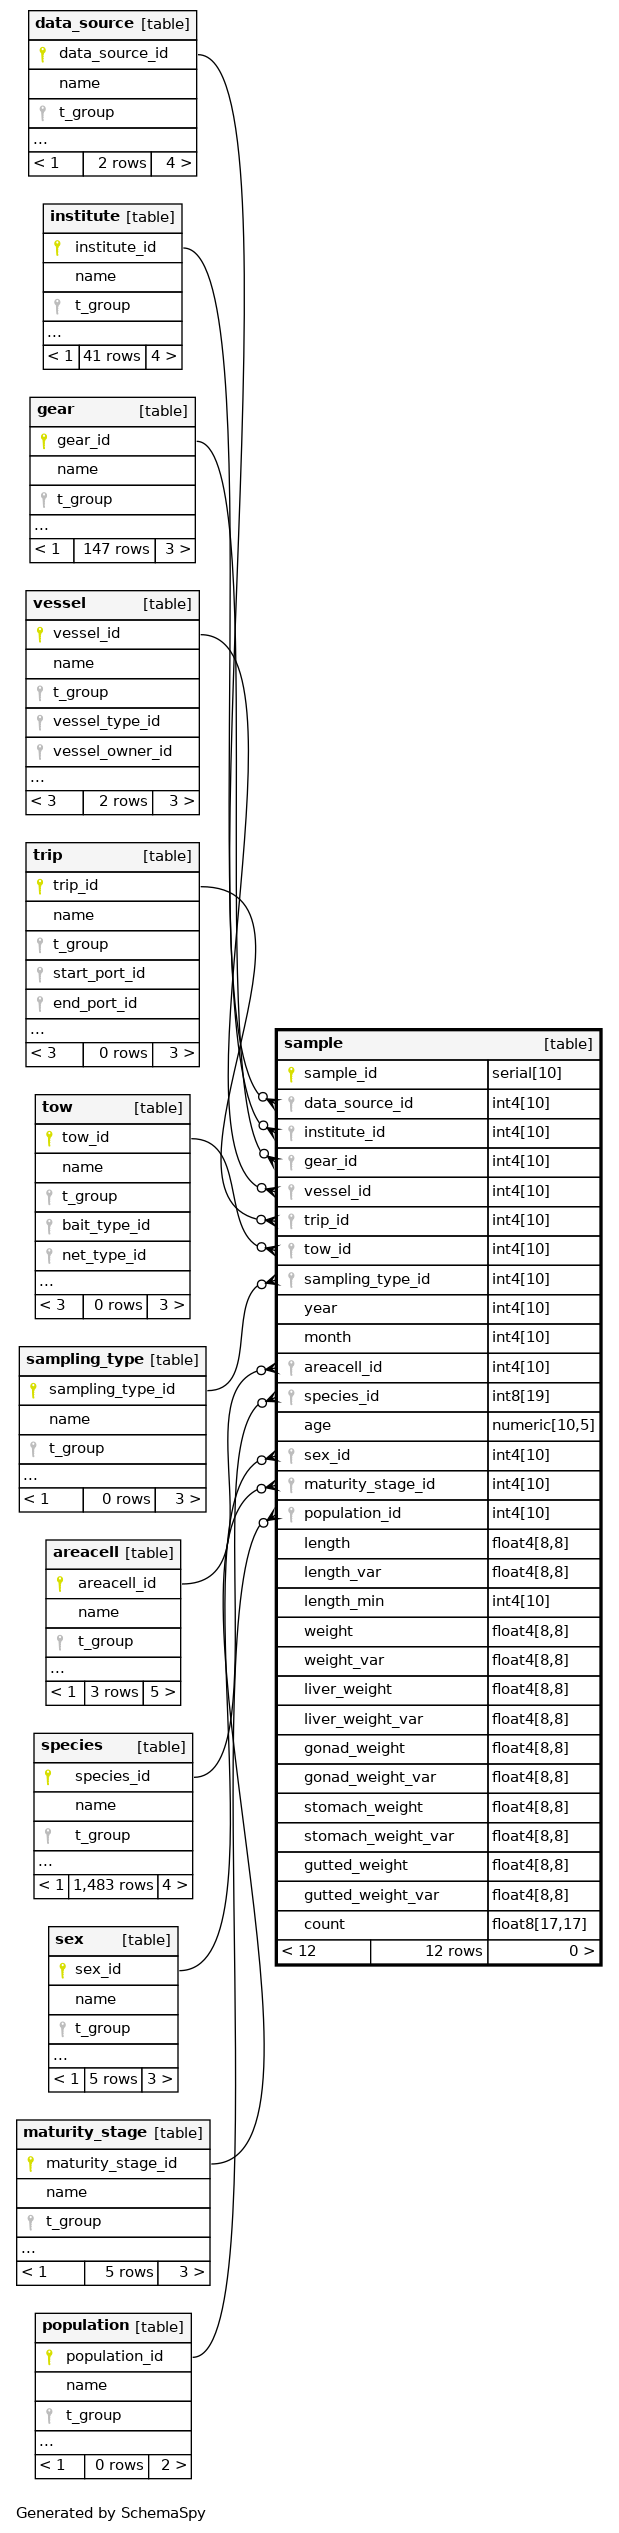 data_source [table]
data_source_id
name
t_group
...
< 1 2 rows 4 >
institute [table]
institute_id
name
t_group
...
< 1 41 rows 4 >
gear [table]
gear_id
name
t_group
...
< 1 147 rows 3 >
vessel [table]
vessel_id
name
t_group
vessel_type_id
vessel_owner_id
...
< 3 2 rows 3 >
trip [table]
trip_id
name
t_group
start_port_id
end_port_id
...
< 3 0 rows 3 >
tow [table]
tow_id
name
t_group
bait_type_id
net_type_id
...
< 3 0 rows 3 >
sampling_type [table]
sampling_type_id
name
t_group
...
< 1 0 rows 3 >
areacell [table]
areacell_id
name
t_group
...
< 1 3 rows 5 >
species [table]
species_id
name
t_group
...
< 1 1,483 rows 4 >
sex [table]
sex_id
name
t_group
...
< 1 5 rows 3 >
maturity_stage [table]
maturity_stage_id
name
t_group
...
< 1 5 rows 3 >
population [table]
population_id
name
t_group
...
< 1 0 rows 2 >
sample [table]
sample_id serial[10]
data_source_id int4[10]
institute_id int4[10]
gear_id int4[10]
vessel_id int4[10]
trip_id int4[10]
tow_id int4[10]
sampling_type_id int4[10]
year int4[10]
month int4[10]
areacell_id int4[10]
species_id int8[19]
age numeric[10,5]
sex_id int4[10]
maturity_stage_id int4[10]
population_id int4[10]
length float4[8,8]
length_var float4[8,8]
length_min int4[10]
weight float4[8,8]
weight_var float4[8,8]
liver_weight float4[8,8]
liver_weight_var float4[8,8]
gonad_weight float4[8,8]
gonad_weight_var float4[8,8]
stomach_weight float4[8,8]
stomach_weight_var float4[8,8]
gutted_weight float4[8,8]
gutted_weight_var float4[8,8]
count float8[17,17]
< 12 12 rows 0 >
Generated by SchemaSpy